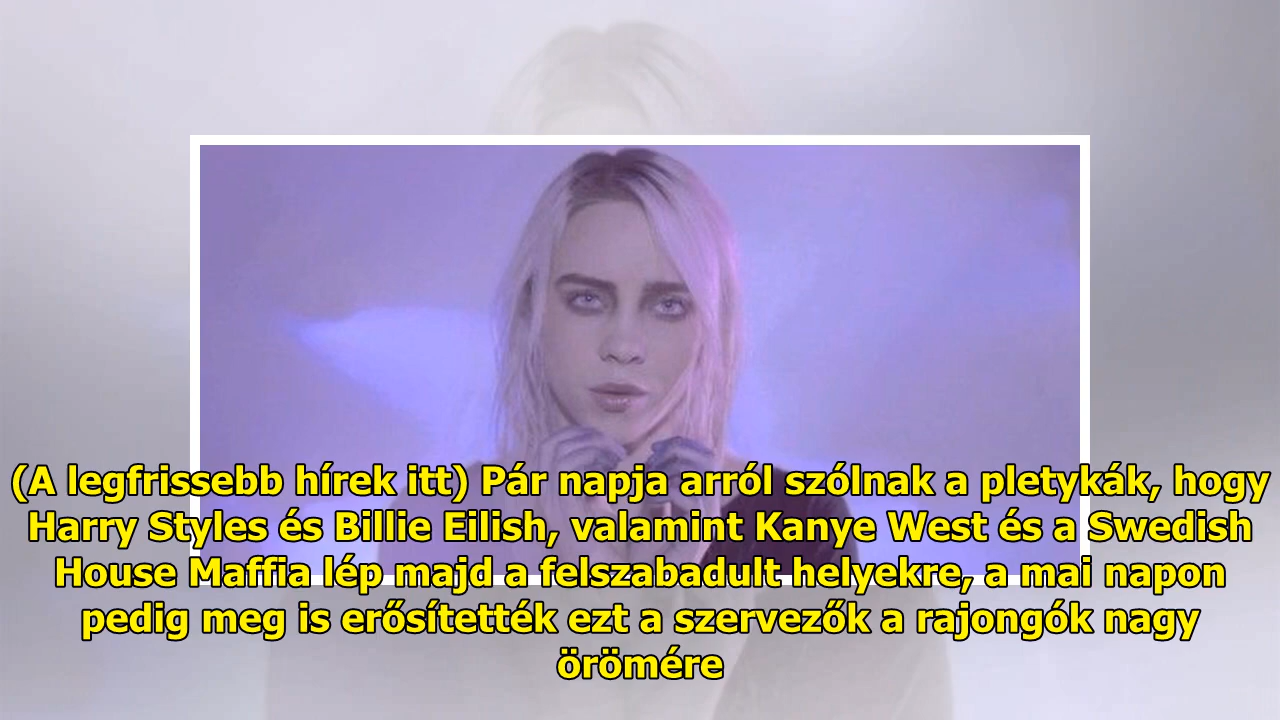 (A legfrissebb hírek itt) Pár napja arról szólnak a pletykák, hogy
Harry Styles és Billie Eilish, valamint Kanye West és a Swedish
House Maffia lép majd a felszabadult helyekre, a mai napon
pedig meg is erősítették ezt a szervezők a rajongók nagy
örömére